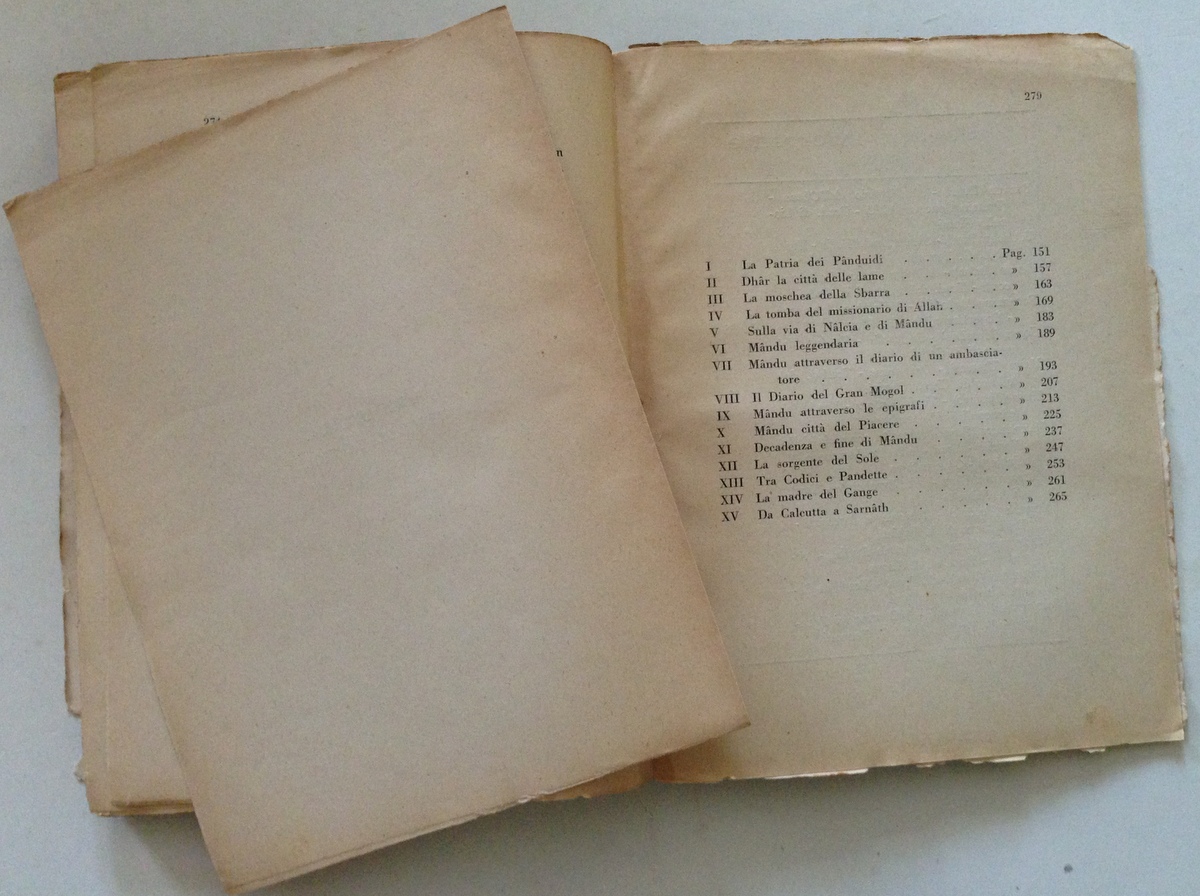 n
279
I La Patria dei Pânduidi . . . . . Pag. 151
II Dhâr la città delle lame . . . . . » 157
III La moschea della Sbarra . . . . . » 163
IV La tomba del missionario di Allah . . . . » 169
V Sulla via di Nâlcia e di Mându . . . . » 183
VI Mându leggendaria . . . . . . » 189
VII Mându attraverso il diario di un ambascia-
tore . . . . . . . . » 193
VIII Il Diario del Gran Mogol . . . . . » 207
IX Mându attraverso le epigrafi . . . . » 213
X Mându città del Piacere . . . . . » 225
XI Decadenza e fine di Mându . . . . » 237
XII La sorgente del Sole . . . . . . » 247
XIII Tra Codici e Pandette . . . . . . » 253
XIV La madre del Gange . . . . . . » 261
XV Da Calcutta a Sarnâth . . . . . » 265